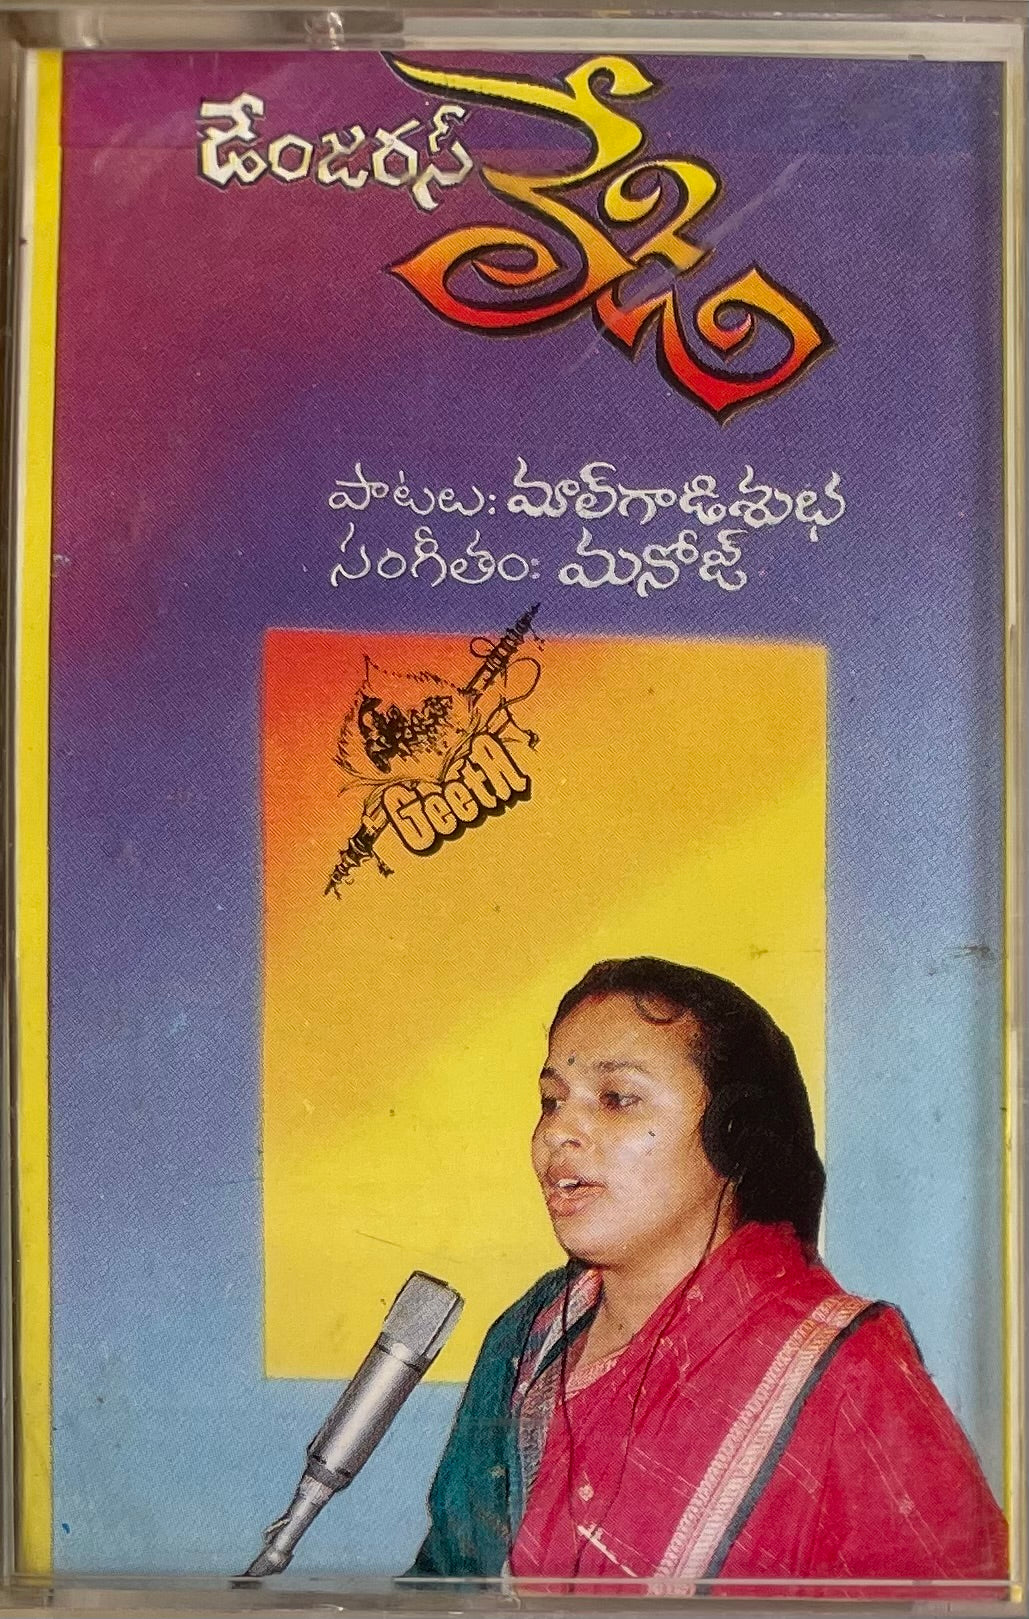 డేంజరస్ లేడీ
పాటలు: మాల్‌గాడిశుభ
సంగీతం: మనోజ్
GeetA